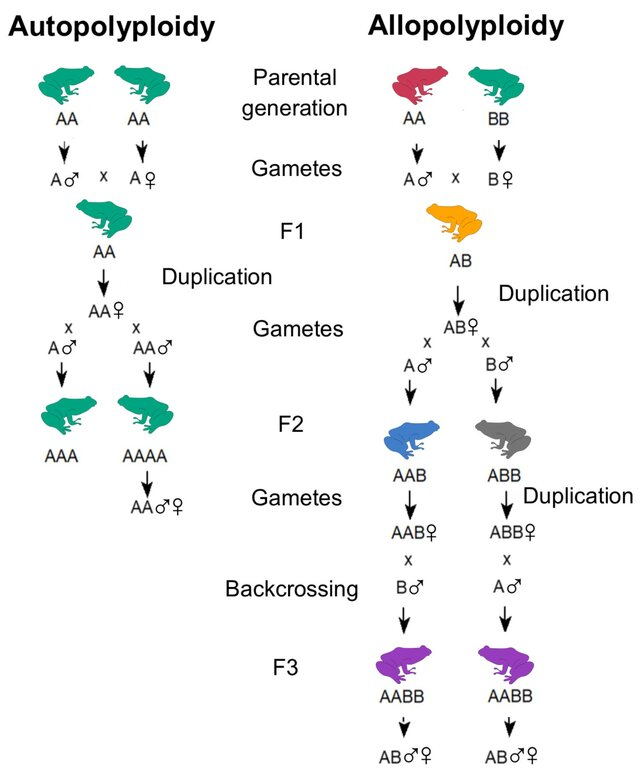 Autopolyploidy Allopolyploidy
Parental
generation
AA AA AA BB
Gametes
A♂ x A♀ A♂ x B♀
F1
AA AB
Duplication Duplication
AA♀ AB♀
Gametes
x x x x
A♂ AA♂ A♂ B♂
F2
AAA AAAA AAB ABB
Gametes Duplication
AA♂♀ AAB♀ ABB♀
x x
Backcrossing B♂ A♂
F3
AABB AABB
AB♂♀ AB♂♀